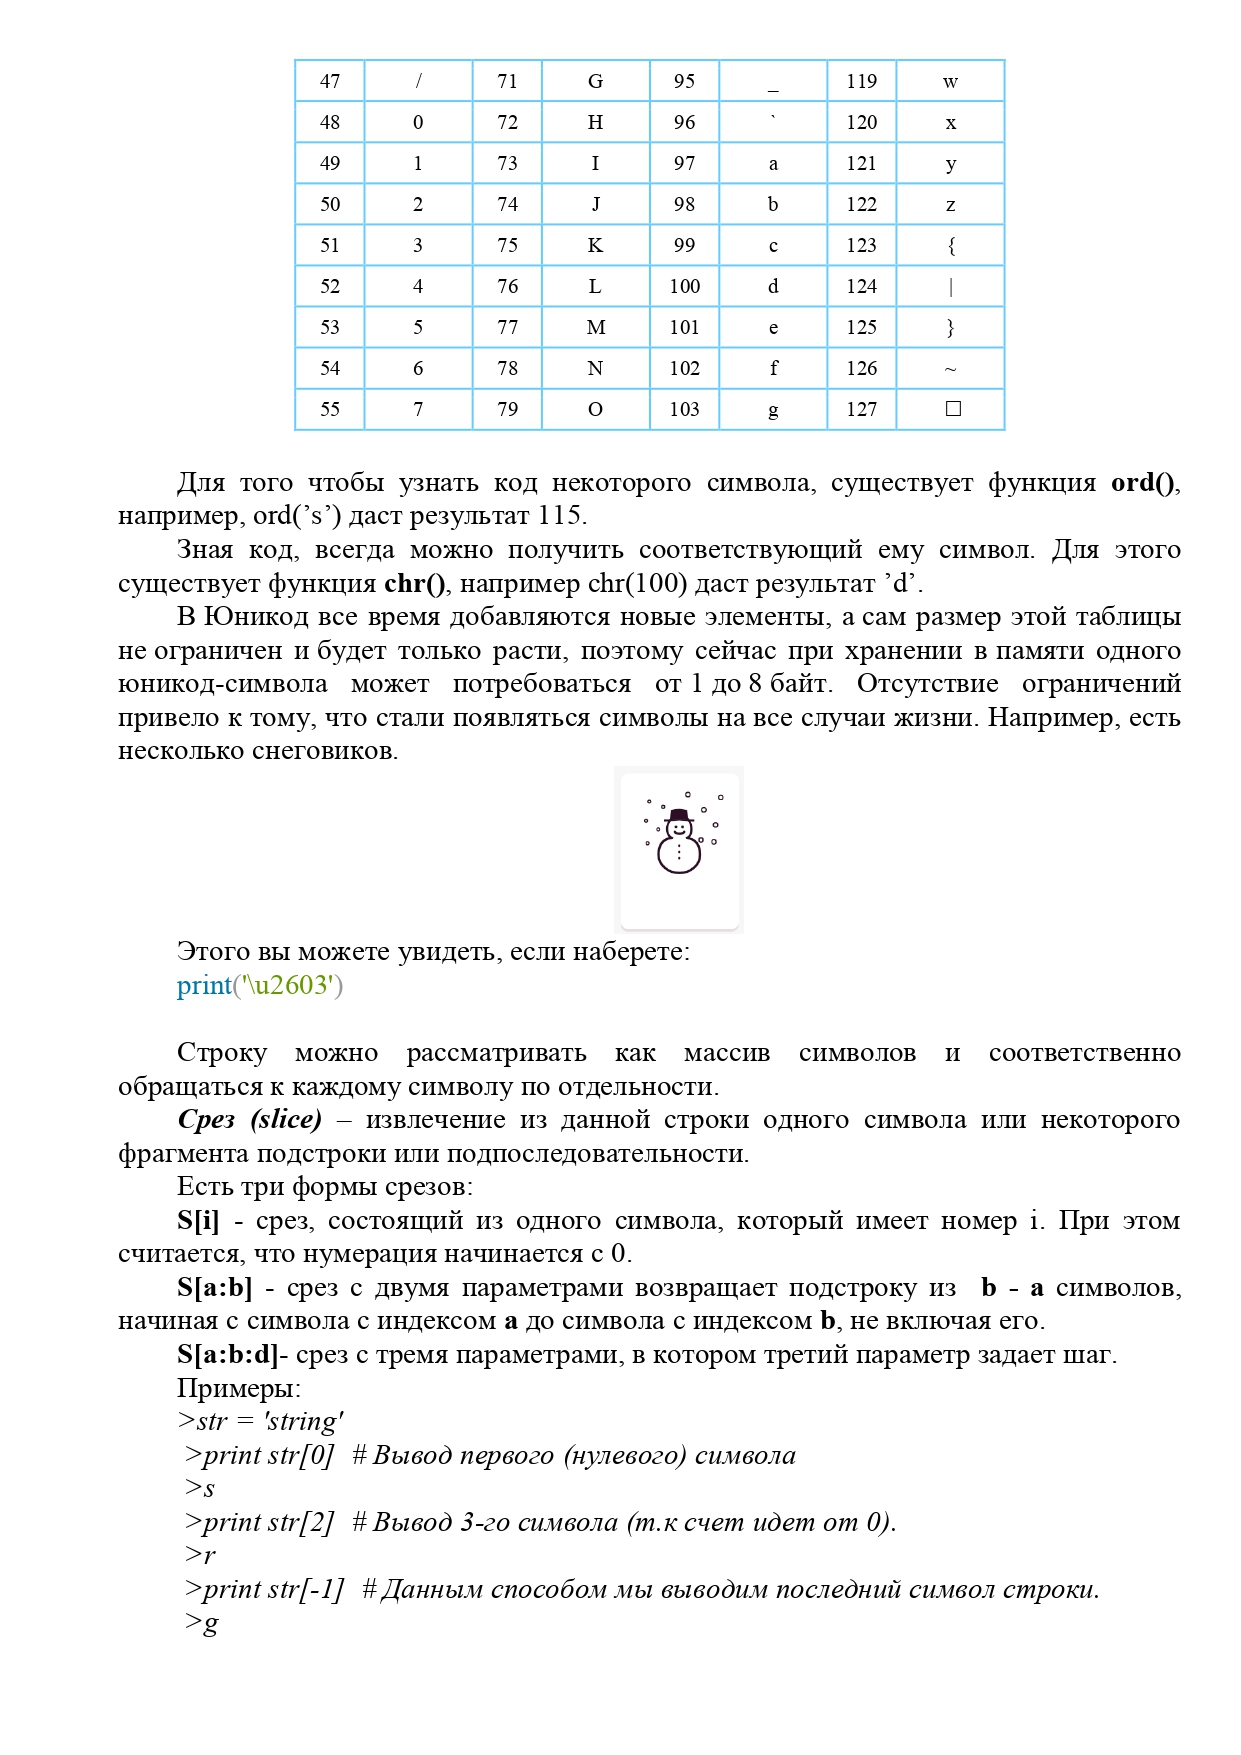 47 / 71 G 95 _ 119 w
48 0 72 H 96 ` 120 x
49 1 73 I 97 a 121 y
50 2 74 J 98 b 122 z
51 3 75 K 99 c 123 {
52 4 76 L 100 d 124 |
53 5 77 M 101 e 125 }
54 6 78 N 102 f 126 ~
55 7 79 O 103 g 127 □
Для того чтобы узнать код некоторого символа, существует функция ord(),
например, ord(’s’) даст результат 115.
Зная код, всегда можно получить соответствующий ему символ. Для этого
существует функция chr(), например chr(100) даст результат ’d’.
В Юникод все время добавляются новые элементы, а сам размер этой таблицы
не ограничен и будет только расти, поэтому сейчас при хранении в памяти одного
юникод-символа может потребоваться от 1 до 8 байт. Отсутствие ограничений
привело к тому, что стали появляться символы на все случаи жизни. Например, есть
несколько снеговиков.
Этого вы можете увидеть, если наберете:
print('\u2603')
Строку можно рассматривать как массив символов и соответственно
обращаться к каждому символу по отдельности.
Срез (slice) – извлечение из данной строки одного символа или некоторого
фрагмента подстроки или подпоследовательности.
Есть три формы срезов:
S[i] - срез, состоящий из одного символа, который имеет номер i. При этом
считается, что нумерация начинается с 0.
S[a:b] - срез с двумя параметрами возвращает подстроку из b - a символов,
начиная с символа c индексом a до символа с индексом b, не включая его.
S[a:b:d]- срез с тремя параметрами, в котором третий параметр задает шаг.
Примеры:
>str = 'string'
>print str[0] # Вывод первого (нулевого) символа
>s
>print str[2] # Вывод 3-го символа (т.к счет идет от 0).
>r
>print str[-1] # Данным способом мы выводим последний символ строки.
>g